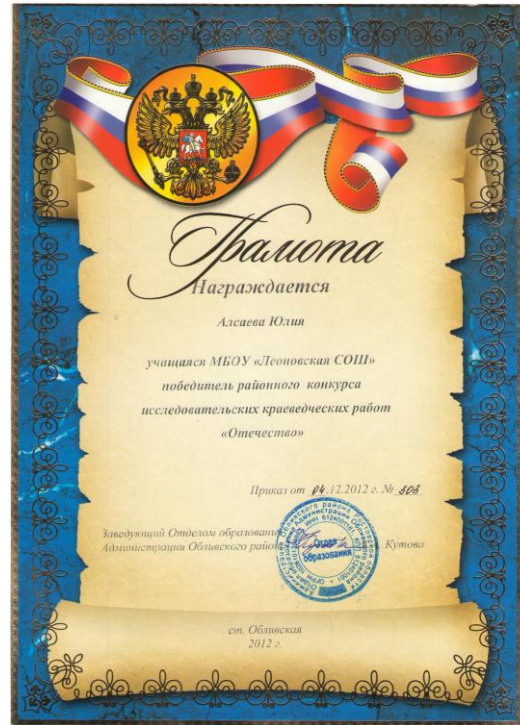 Грамота
Награждается
Алсаева Юлия
учащаяся МБОУ «Леоновская СОШ»
победитель районного конкурса
исследовательских краеведческих работ
«Отечество»
Приказ от 04.12.2012 г. № 303
Заведующий Отделом образования
Администрации Обливского района Кутова
Отдел
образования
ст. Обливская
2012 г.